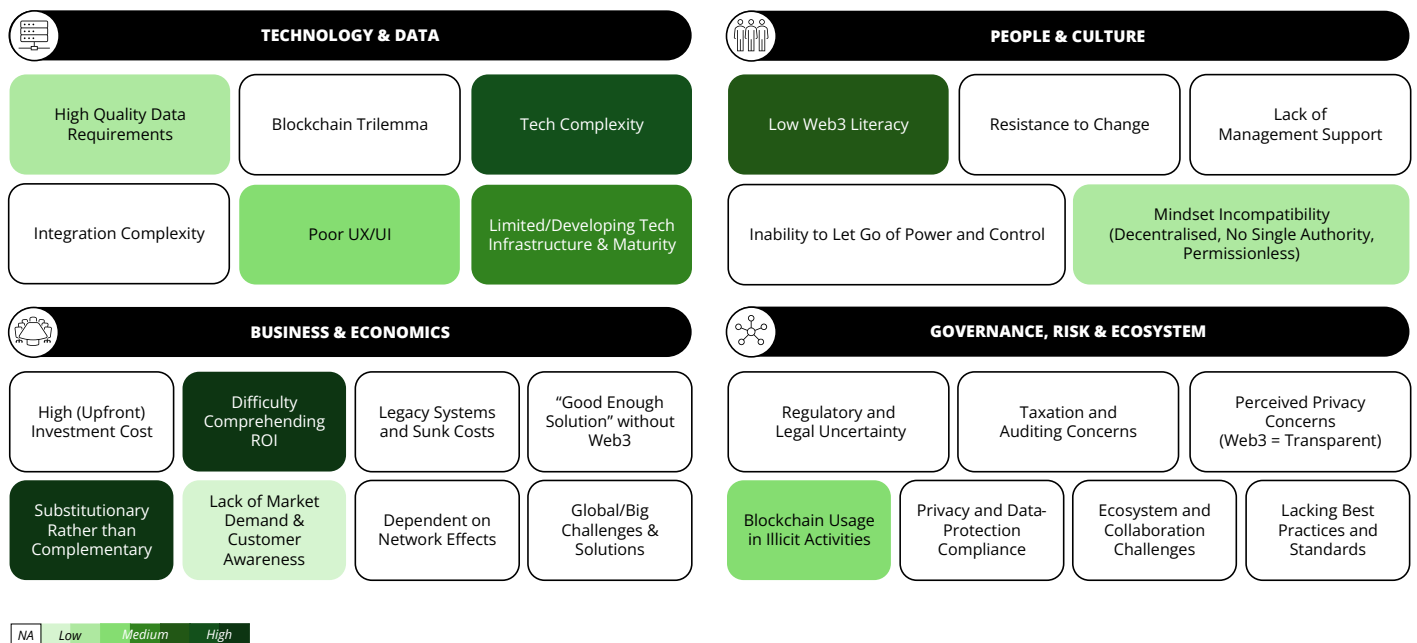 TECHNOLOGY & DATA
High Quality Data
Requirements
Blockchain Trilemma
Tech Complexity
Integration Complexity
Poor UX/UI
Limited/Developing Tech
Infrastructure & Maturity
PEOPLE & CULTURE
Low Web3 Literacy
Resistance to Change
Lack of
Management Support
Inability to Let Go of Power and Control
Mindset Incompatibility
(Decentralised, No Single Authority,
Permissionless)
BUSINESS & ECONOMICS
High (Upfront)
Investment Cost
Difficulty
Comprehending
ROI
Legacy Systems
and Sunk Costs
“Good Enough
Solution” without
Web3
Substitutionary
Rather than
Complementary
Lack of Market
Demand &
Customer
Awareness
Dependent on
Network Effects
Global/Big
Challenges &
Solutions
GOVERNANCE, RISK & ECOSYSTEM
Regulatory and
Legal Uncertainty
Taxation and
Auditing Concerns
Perceived Privacy
Concerns
(Web3 = Transparent)
Blockchain Usage
in Illicit Activities
Privacy and Data-
Protection
Compliance
Ecosystem and
Collaboration
Challenges
Lacking Best
Practices and
Standards
NA Low Medium High